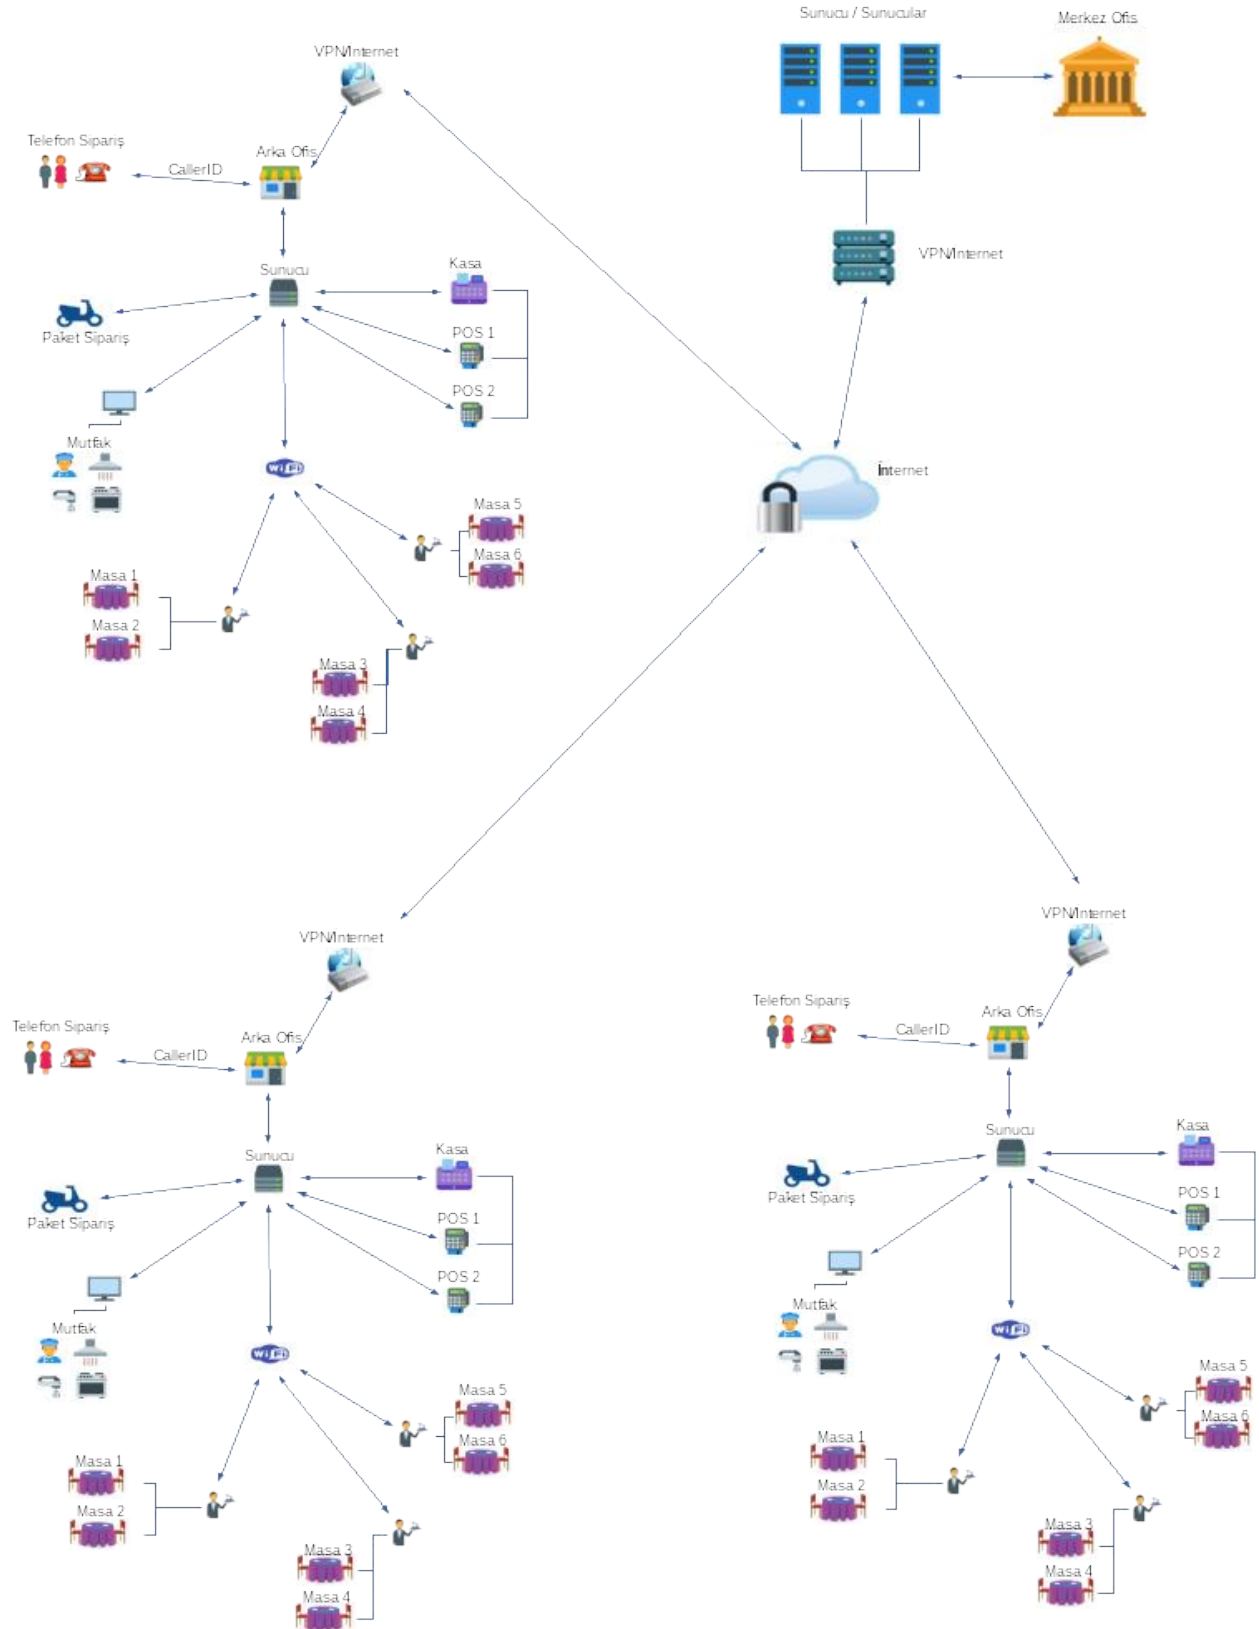 Sunucu / Sunucular
Merkez Ofis
VPN/Internet
İnternet
VPN/Internet
Telefon Sipariş
CallerID
Arka Ofis
Sunucu
Kasa
POS 1
POS 2
Paket Sipariş
Mutfak
WiFi
Masa 5
Masa 6
Masa 1
Masa 2
Masa 3
Masa 4
VPN/Internet
Telefon Sipariş
CallerID
Arka Ofis
Sunucu
Kasa
POS 1
POS 2
Paket Sipariş
Mutfak
WiFi
Masa 5
Masa 6
Masa 1
Masa 2
Masa 3
Masa 4
VPN/Internet
Telefon Sipariş
CallerID
Arka Ofis
Sunucu
Kasa
POS 1
POS 2
Paket Sipariş
Mutfak
WiFi
Masa 5
Masa 6
Masa 1
Masa 2
Masa 3
Masa 4